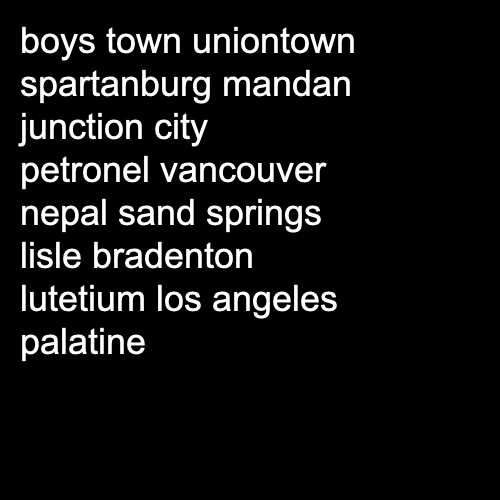 boys town uniontown
spartanburg mandan
junction city
petronel vancouver
nepal sand springs
lisle bradenton
lutetium los angeles
palatine